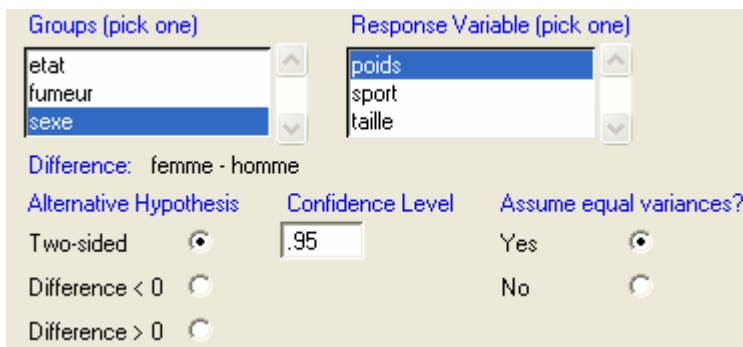 Groups (pick one)
Response Variable (pick one)
etat
fumeur
sexe
poids
sport
taille
Difference: femme - homme
Alternative Hypothesis
Two-sided
Difference < 0
Difference > 0
Confidence Level
.95
Assume equal variances?
Yes
No